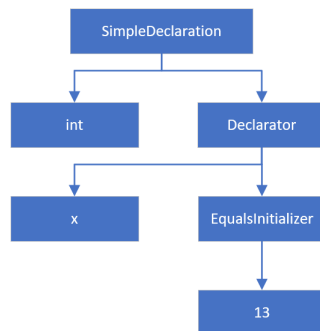 SimpleDeclaration
int
Declarator
x
EqualsInitializer
13